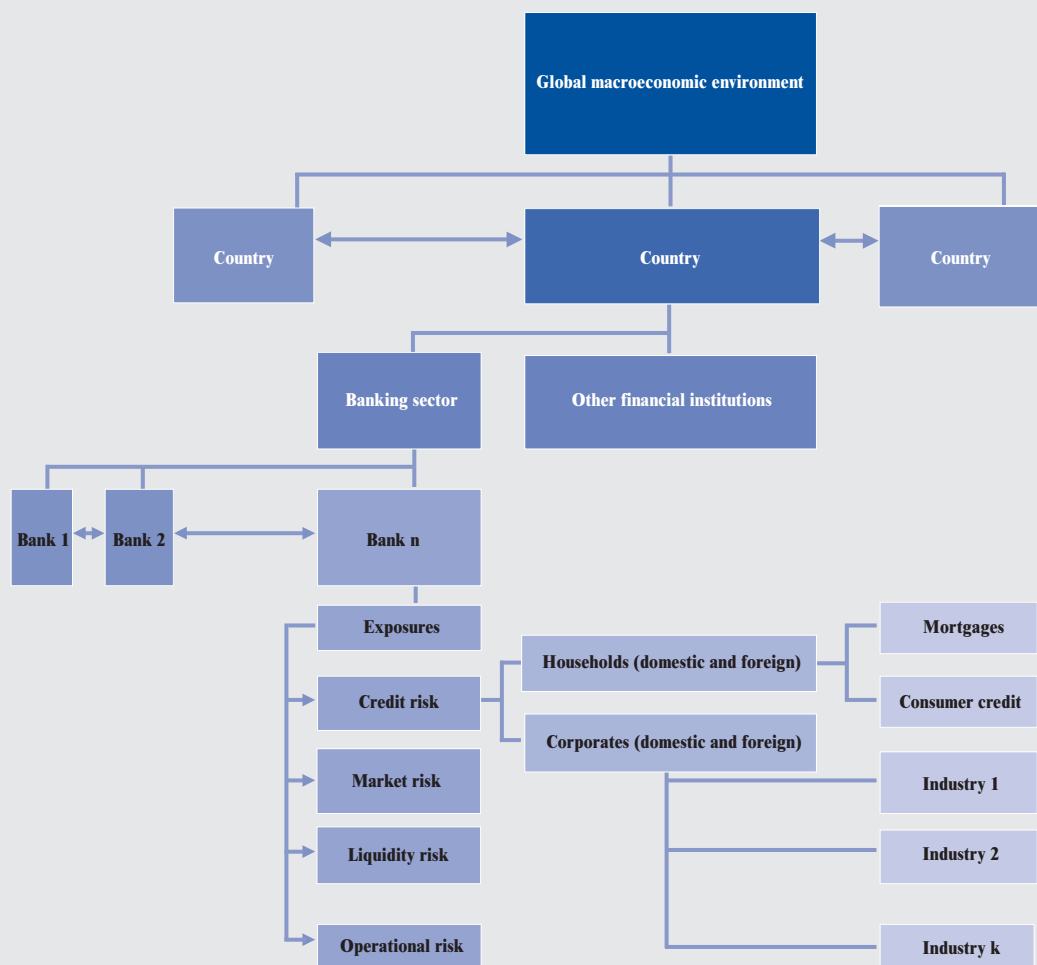 Global macroeconomic environment
Country
Country
Country
Banking sector
Other financial institutions
Bank 1
Bank 2
Bank n
Exposures
Credit risk
Market risk
Liquidity risk
Operational risk
Households (domestic and foreign)
Corporates (domestic and foreign)
Mortgages
Consumer credit
Industry 1
Industry 2
Industry k